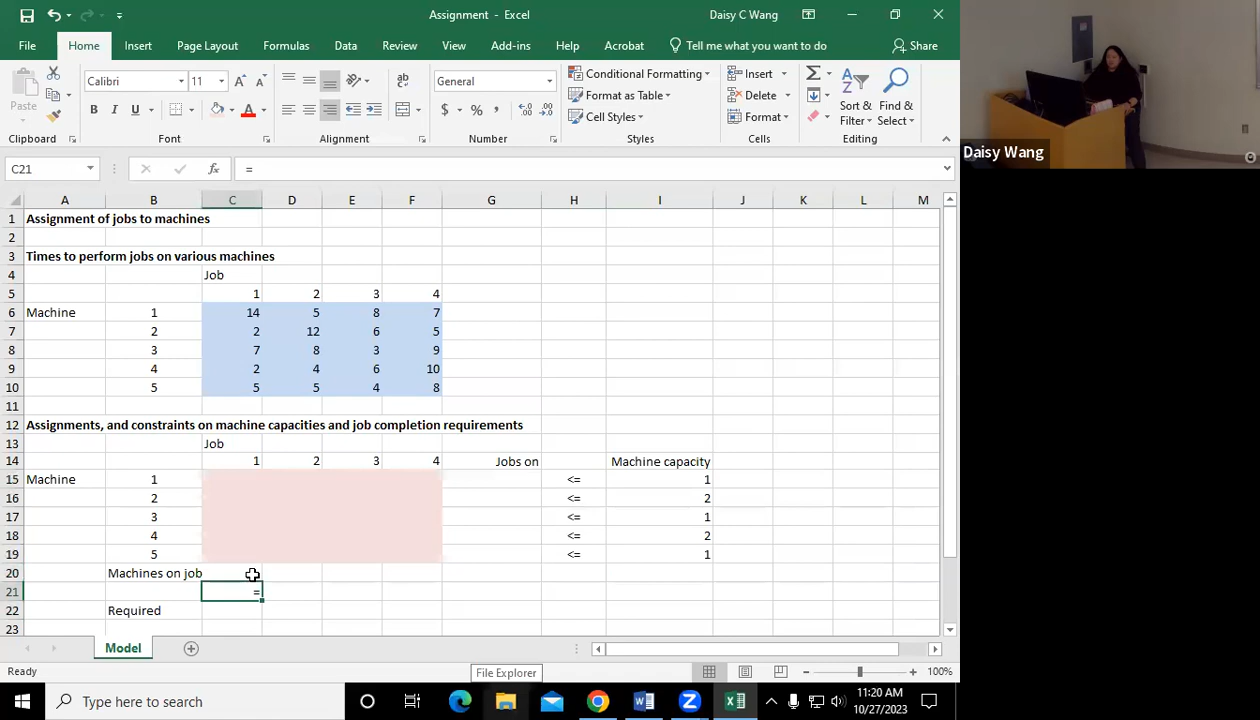 Assignment - Excel
Daisy C Wang
File Home Insert Page Layout Formulas Data Review View Add-ins Help Acrobat Tell me what you want to do Share
Paste
Calibri 11
General
Conditional Formatting
Format as Table
Cell Styles
Insert
Delete
Format
Sort & Filter
Find & Select
Clipboard Font Alignment Number Styles Cells Editing
C21 fx =
A B C D E F G H I J K L M
1 Assignment of jobs to machines
2
3 Times to perform jobs on various machines
4 Job
5 1 2 3 4
6 Machine 1 14 5 8 7
7 2 2 12 6 5
8 3 7 8 3 9
9 4 2 4 6 10
10 5 5 5 4 8
11
12 Assignments, and constraints on machine capacities and job completion requirements
13 Job
14 1 2 3 4 Jobs on Machine capacity
15 Machine 1 <= 1
16 2 <= 2
17 3 <= 1
18 4 <= 2
19 5 <= 1
20 Machines on job
21 =
22 Required
23
Model
Ready
File Explorer
100%
Type here to search
11:20 AM
10/27/2023
Daisy Wang